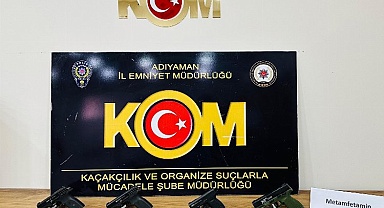 KOM
ADIYAMAN
İL EMNİYET MÜDÜRLÜĞÜ
KOM
KAÇAKÇILIK VE ORGANİZE SUÇLARLA
MÜCADELE ŞUBE MÜDÜRLÜĞÜ
Metamfetamin